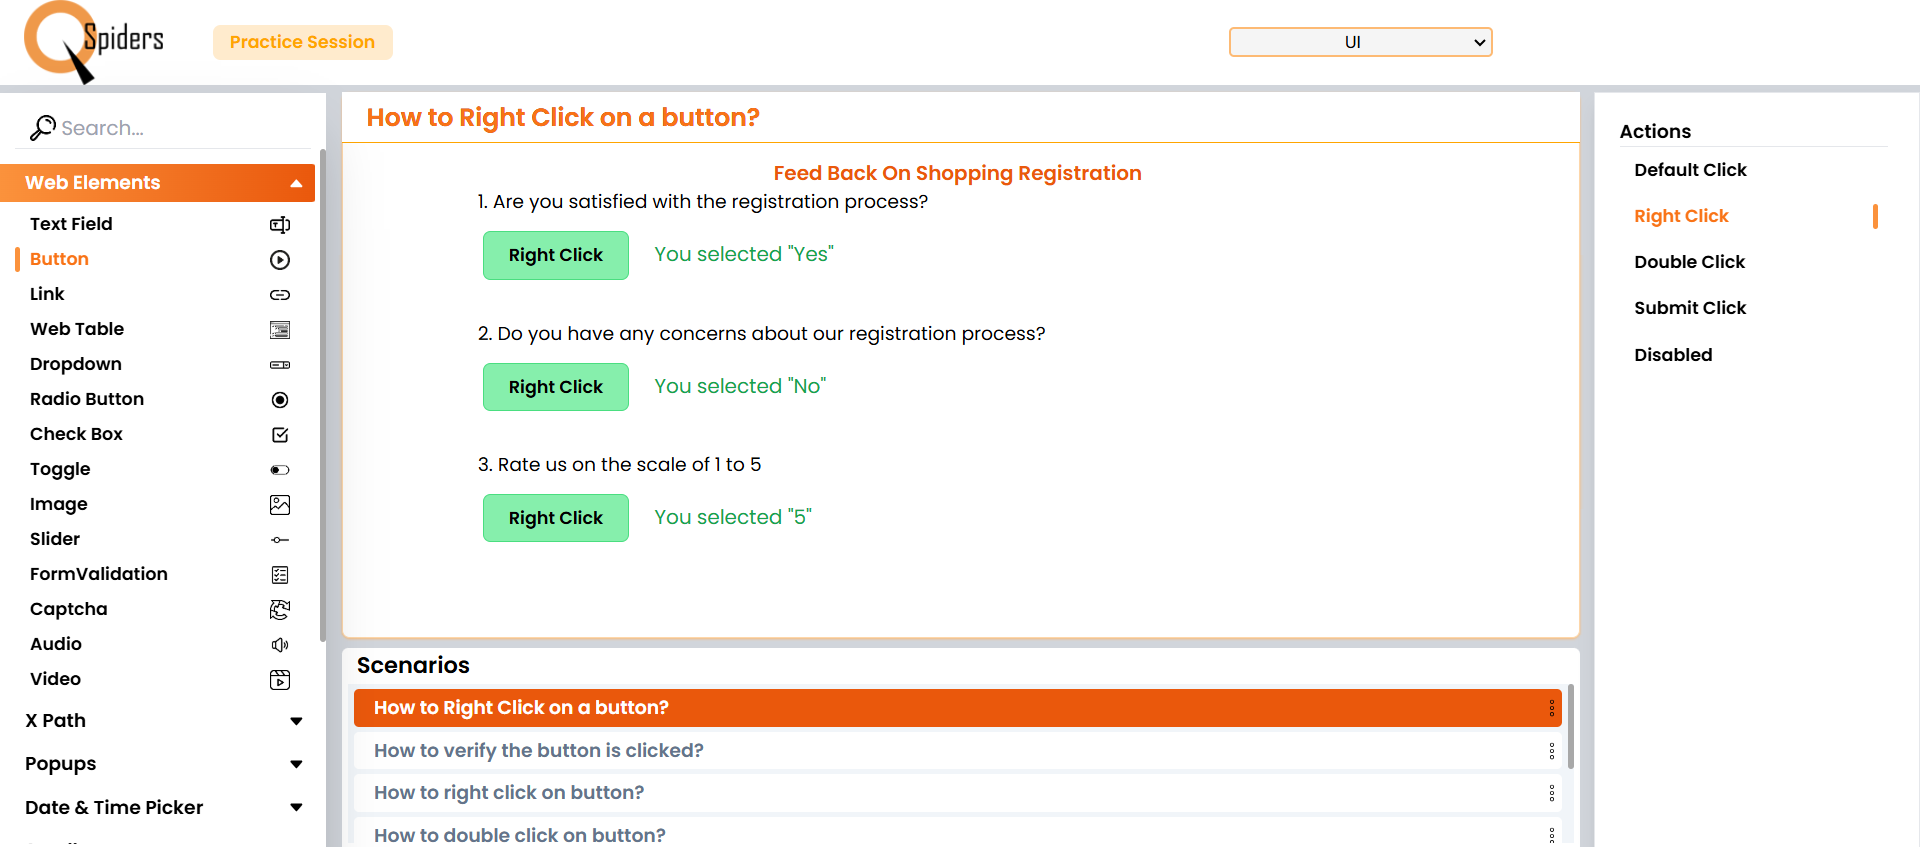 Spiders
Practice Session
UI
Search...
Web Elements
Text Field
Button
Link
Web Table
Dropdown
Radio Button
Check Box
Toggle
Image
Slider
FormValidation
Captcha
Audio
Video
X Path
Popups
Date & Time Picker
How to Right Click on a button?
Feed Back On Shopping Registration
1. Are you satisfied with the registration process?
Right Click You selected "Yes"
2. Do you have any concerns about our registration process?
Right Click You selected "No"
3. Rate us on the scale of 1 to 5
Right Click You selected "5"
Scenarios
How to Right Click on a button?
How to verify the button is clicked?
How to right click on button?
How to double click on button?
Actions
Default Click
Right Click
Double Click
Submit Click
Disabled